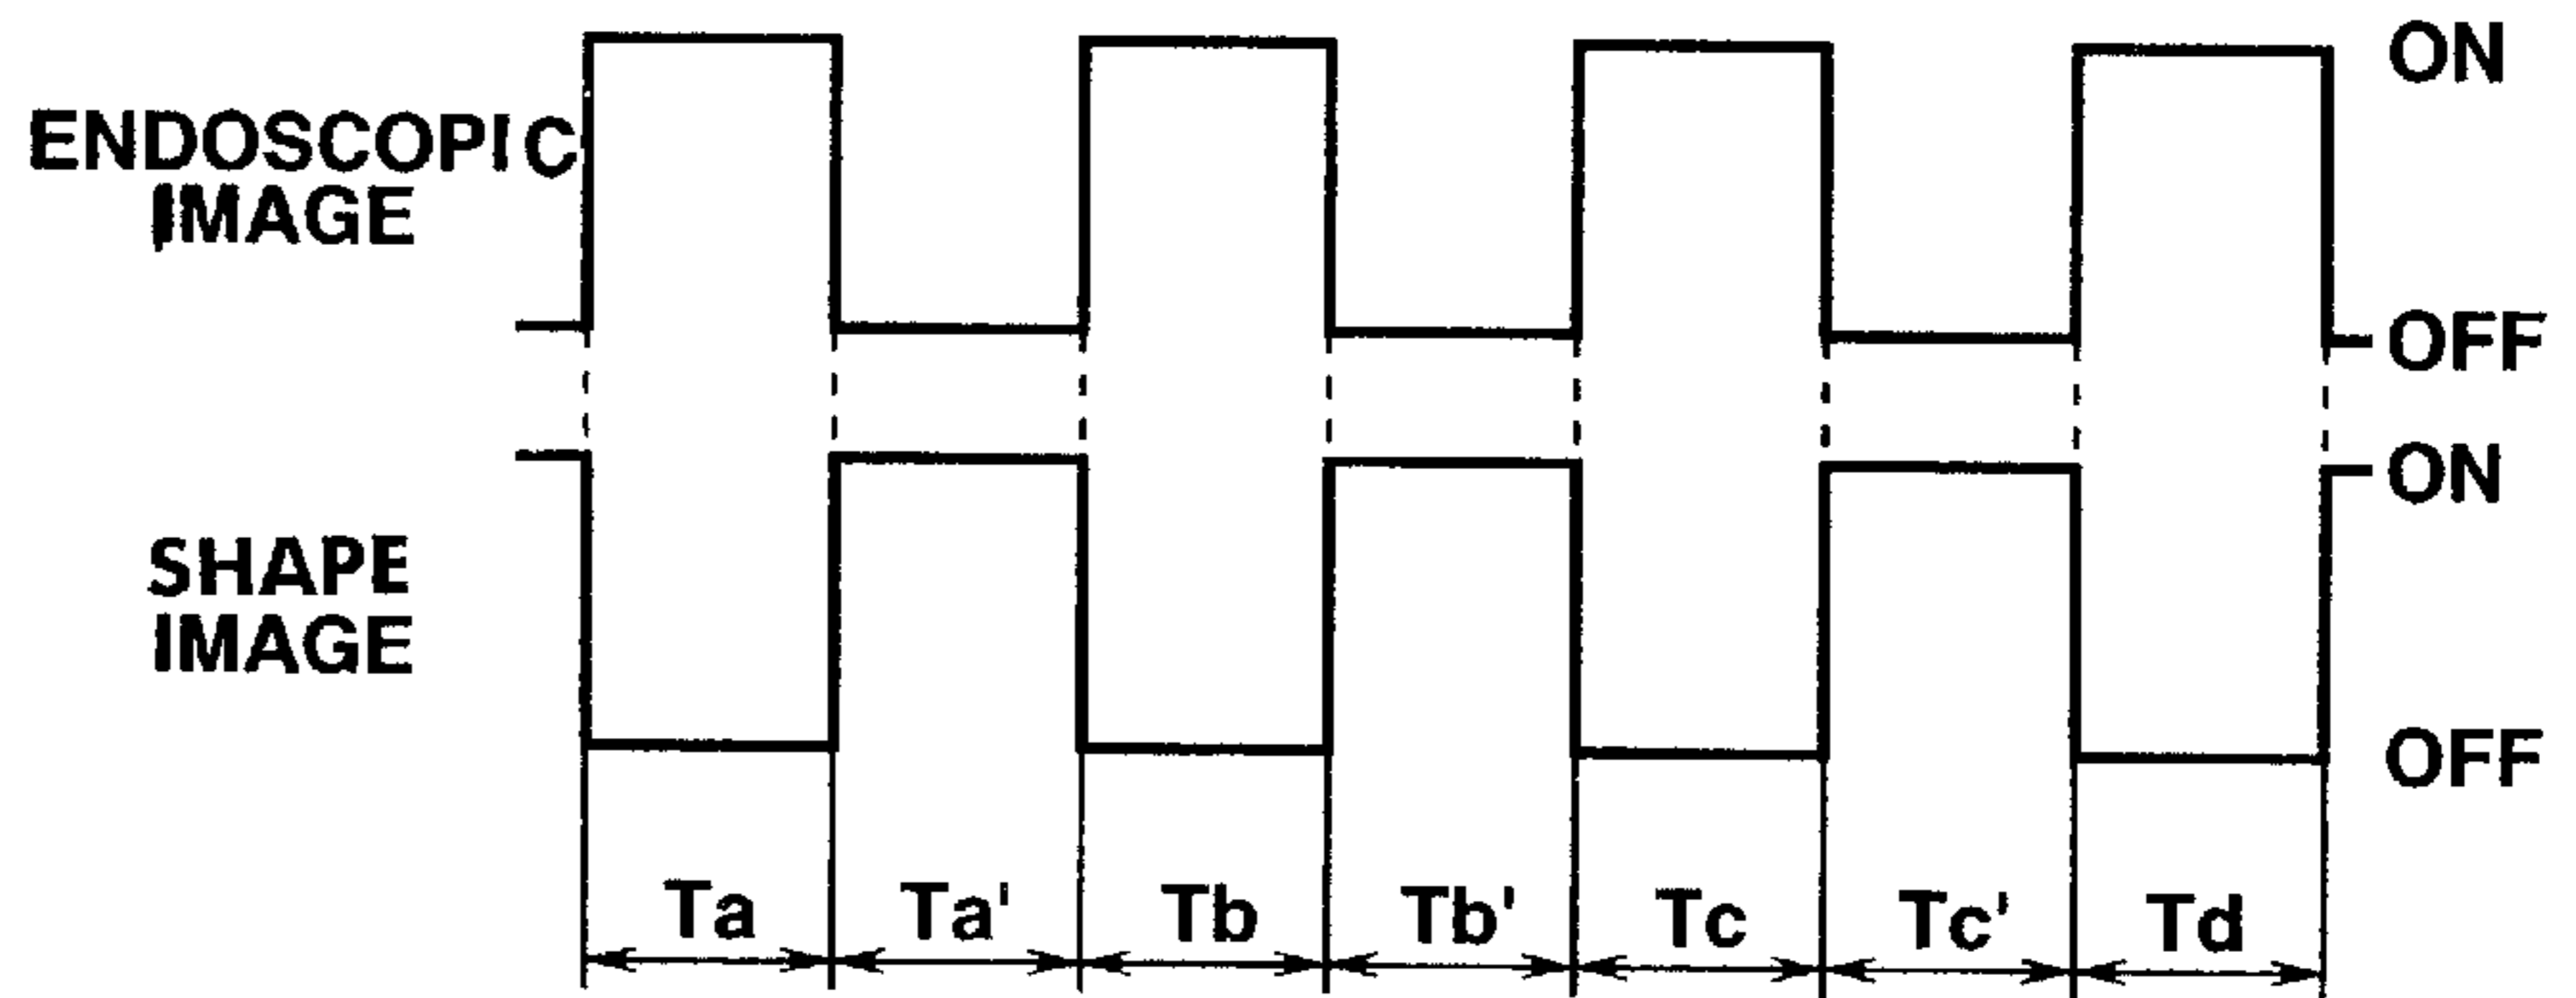 ON
ENDOSCOPIC
IMAGE
OFF
ON
SHAPE
IMAGE
OFF
Ta Ta' Tb Tb' Tc Tc' Td